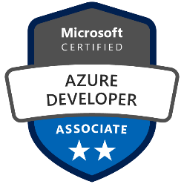 Microsoft
CERTIFIED
AZURE
DEVELOPER
ASSOCIATE